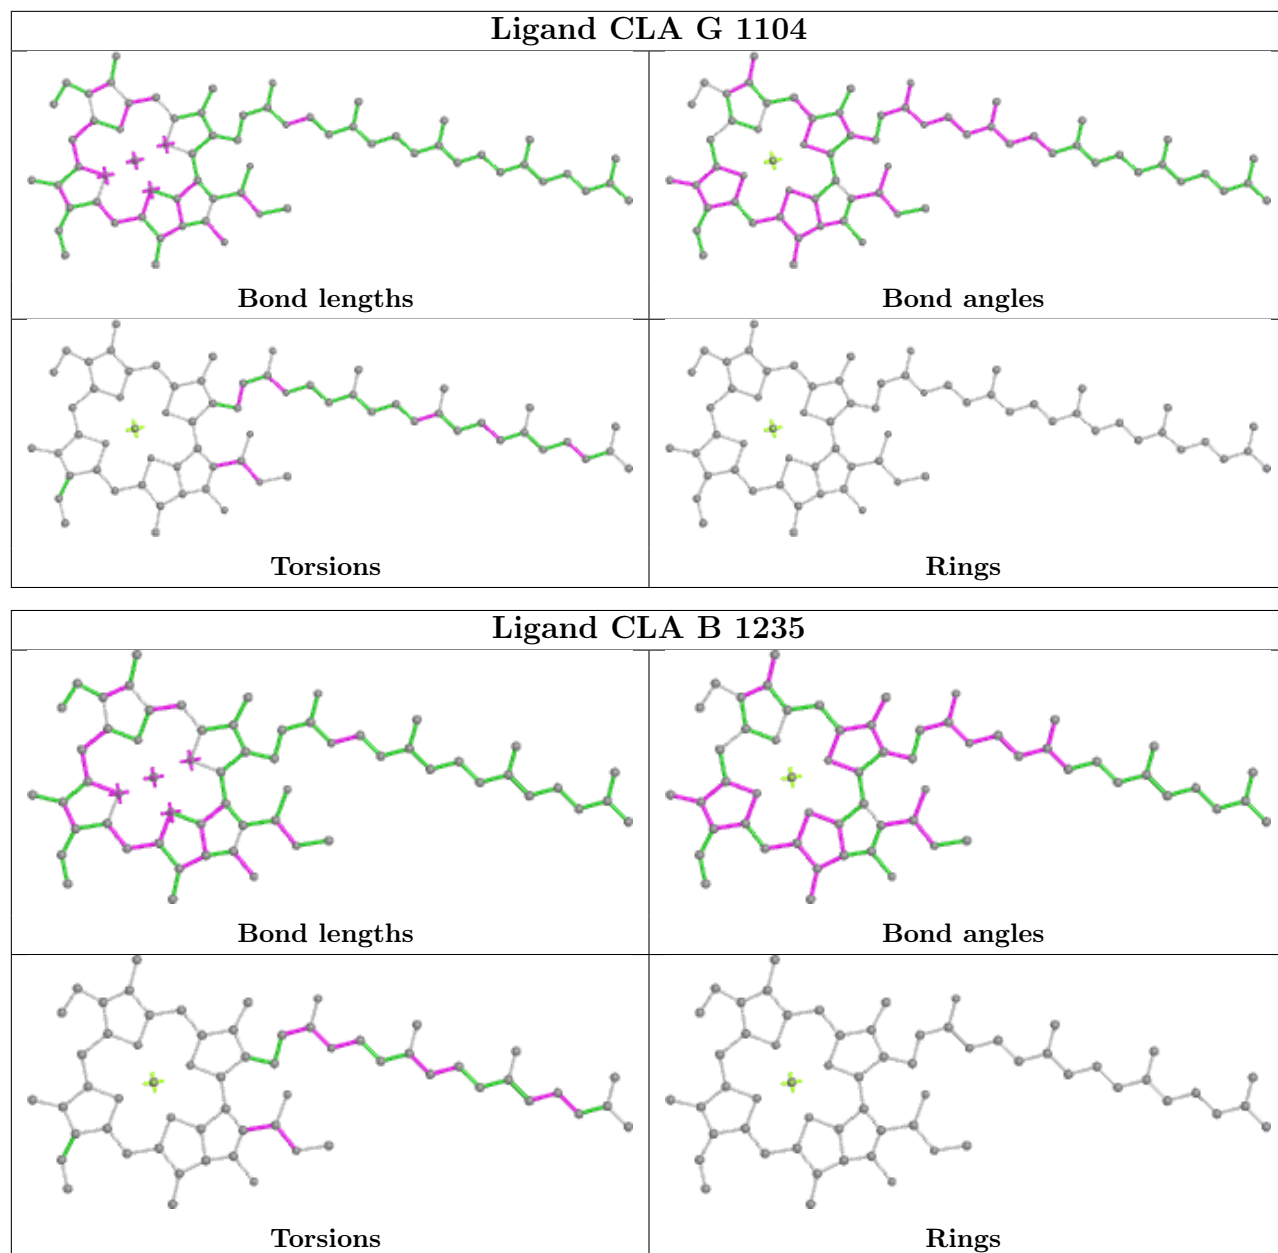 Ligand CLA G 1104
Bond lengths
Bond angles
Torsions
Rings
Ligand CLA B 1235
Bond lengths
Bond angles
Torsions
Rings